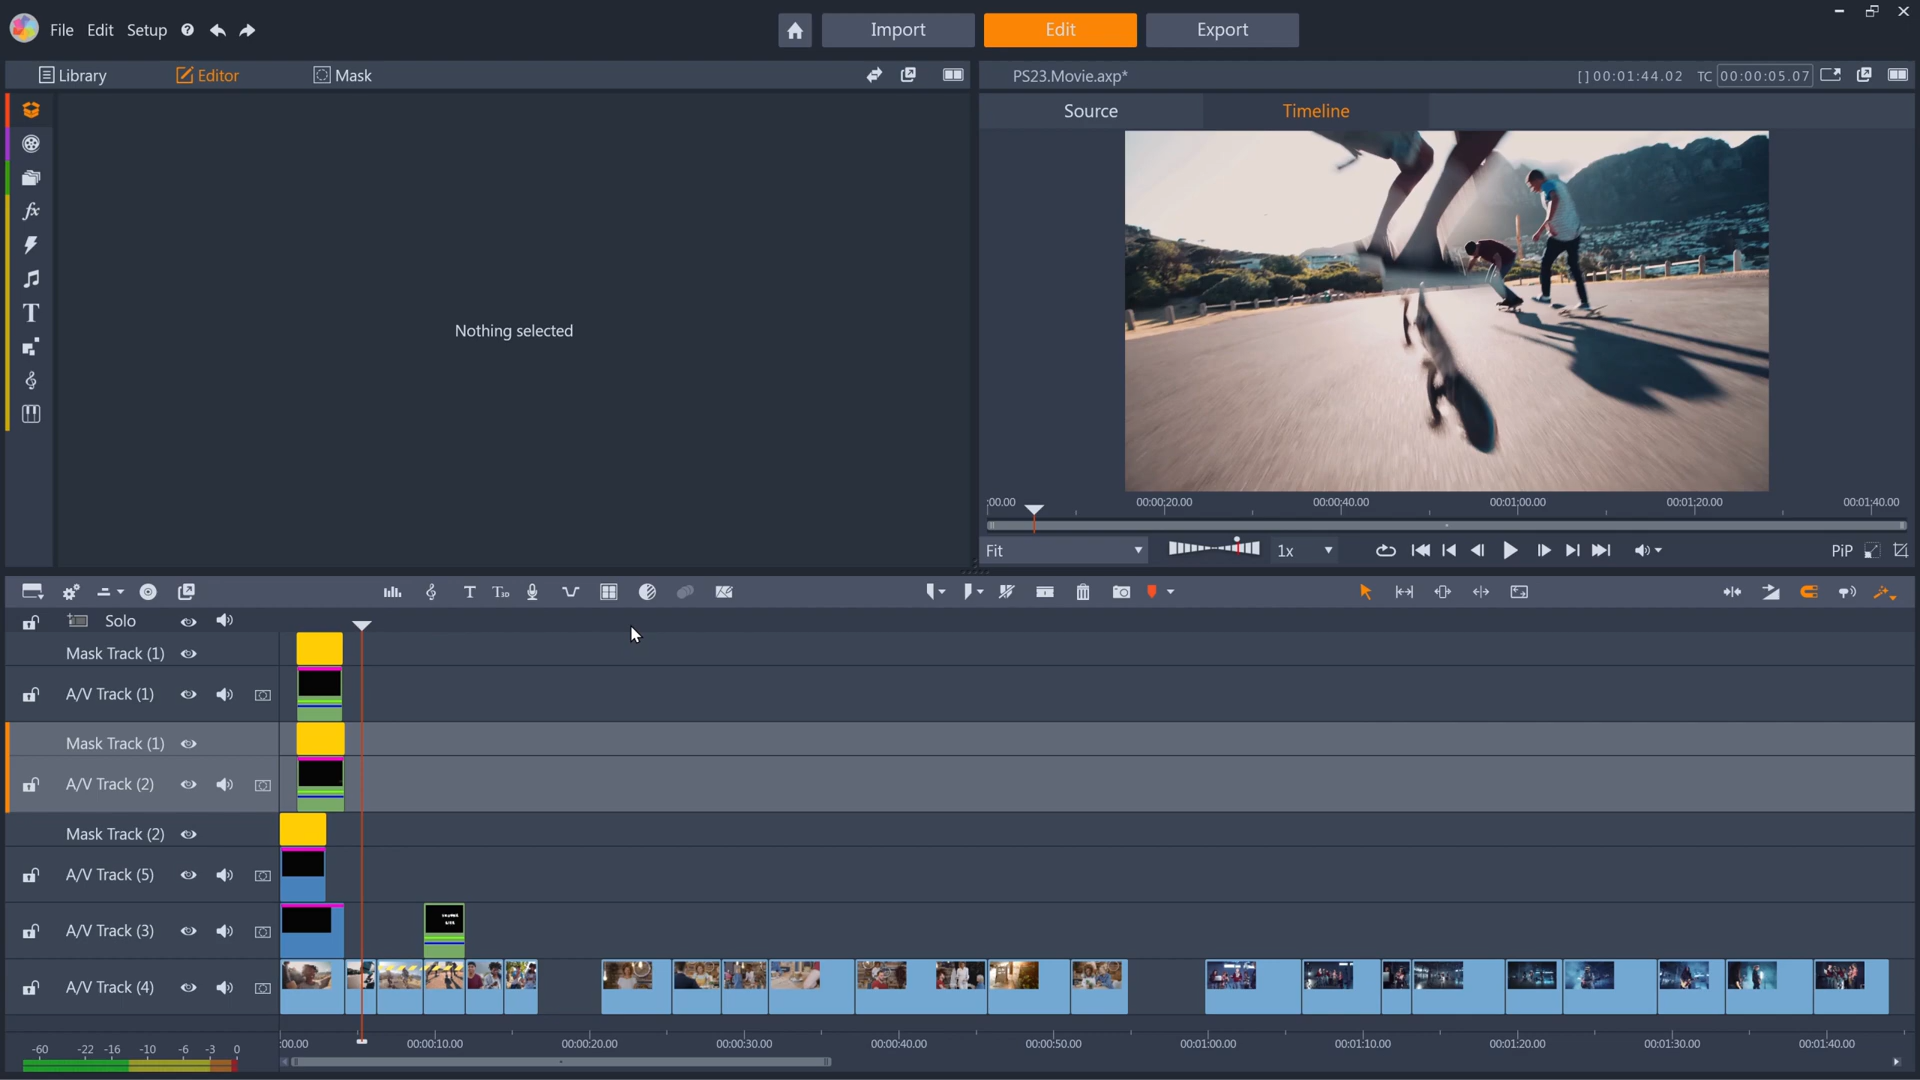 File Edit Setup
Import Edit Export
Library Editor Mask
PS23.Movie.axp* [ ] 00:01:44.02 TC 00:00:05.07
Source Timeline
Nothing selected
:00.00 00:00:20.00 00:00:40.00 00:01:00.00 00:01:20.00 00:01:40.00
Fit 1x PiP
Solo
Mask Track (1)
A/V Track (1)
Mask Track (1)
A/V Track (2)
Mask Track (2)
A/V Track (5)
A/V Track (3)
A/V Track (4)
:00.00 00:00:10.00 00:00:20.00 00:00:30.00 00:00:40.00 00:00:50.00 00:01:00.00 00:01:10.00 00:01:20.00 00:01:30.00 00:01:40.00
-60 -22 -16 -10 -6 -3 0